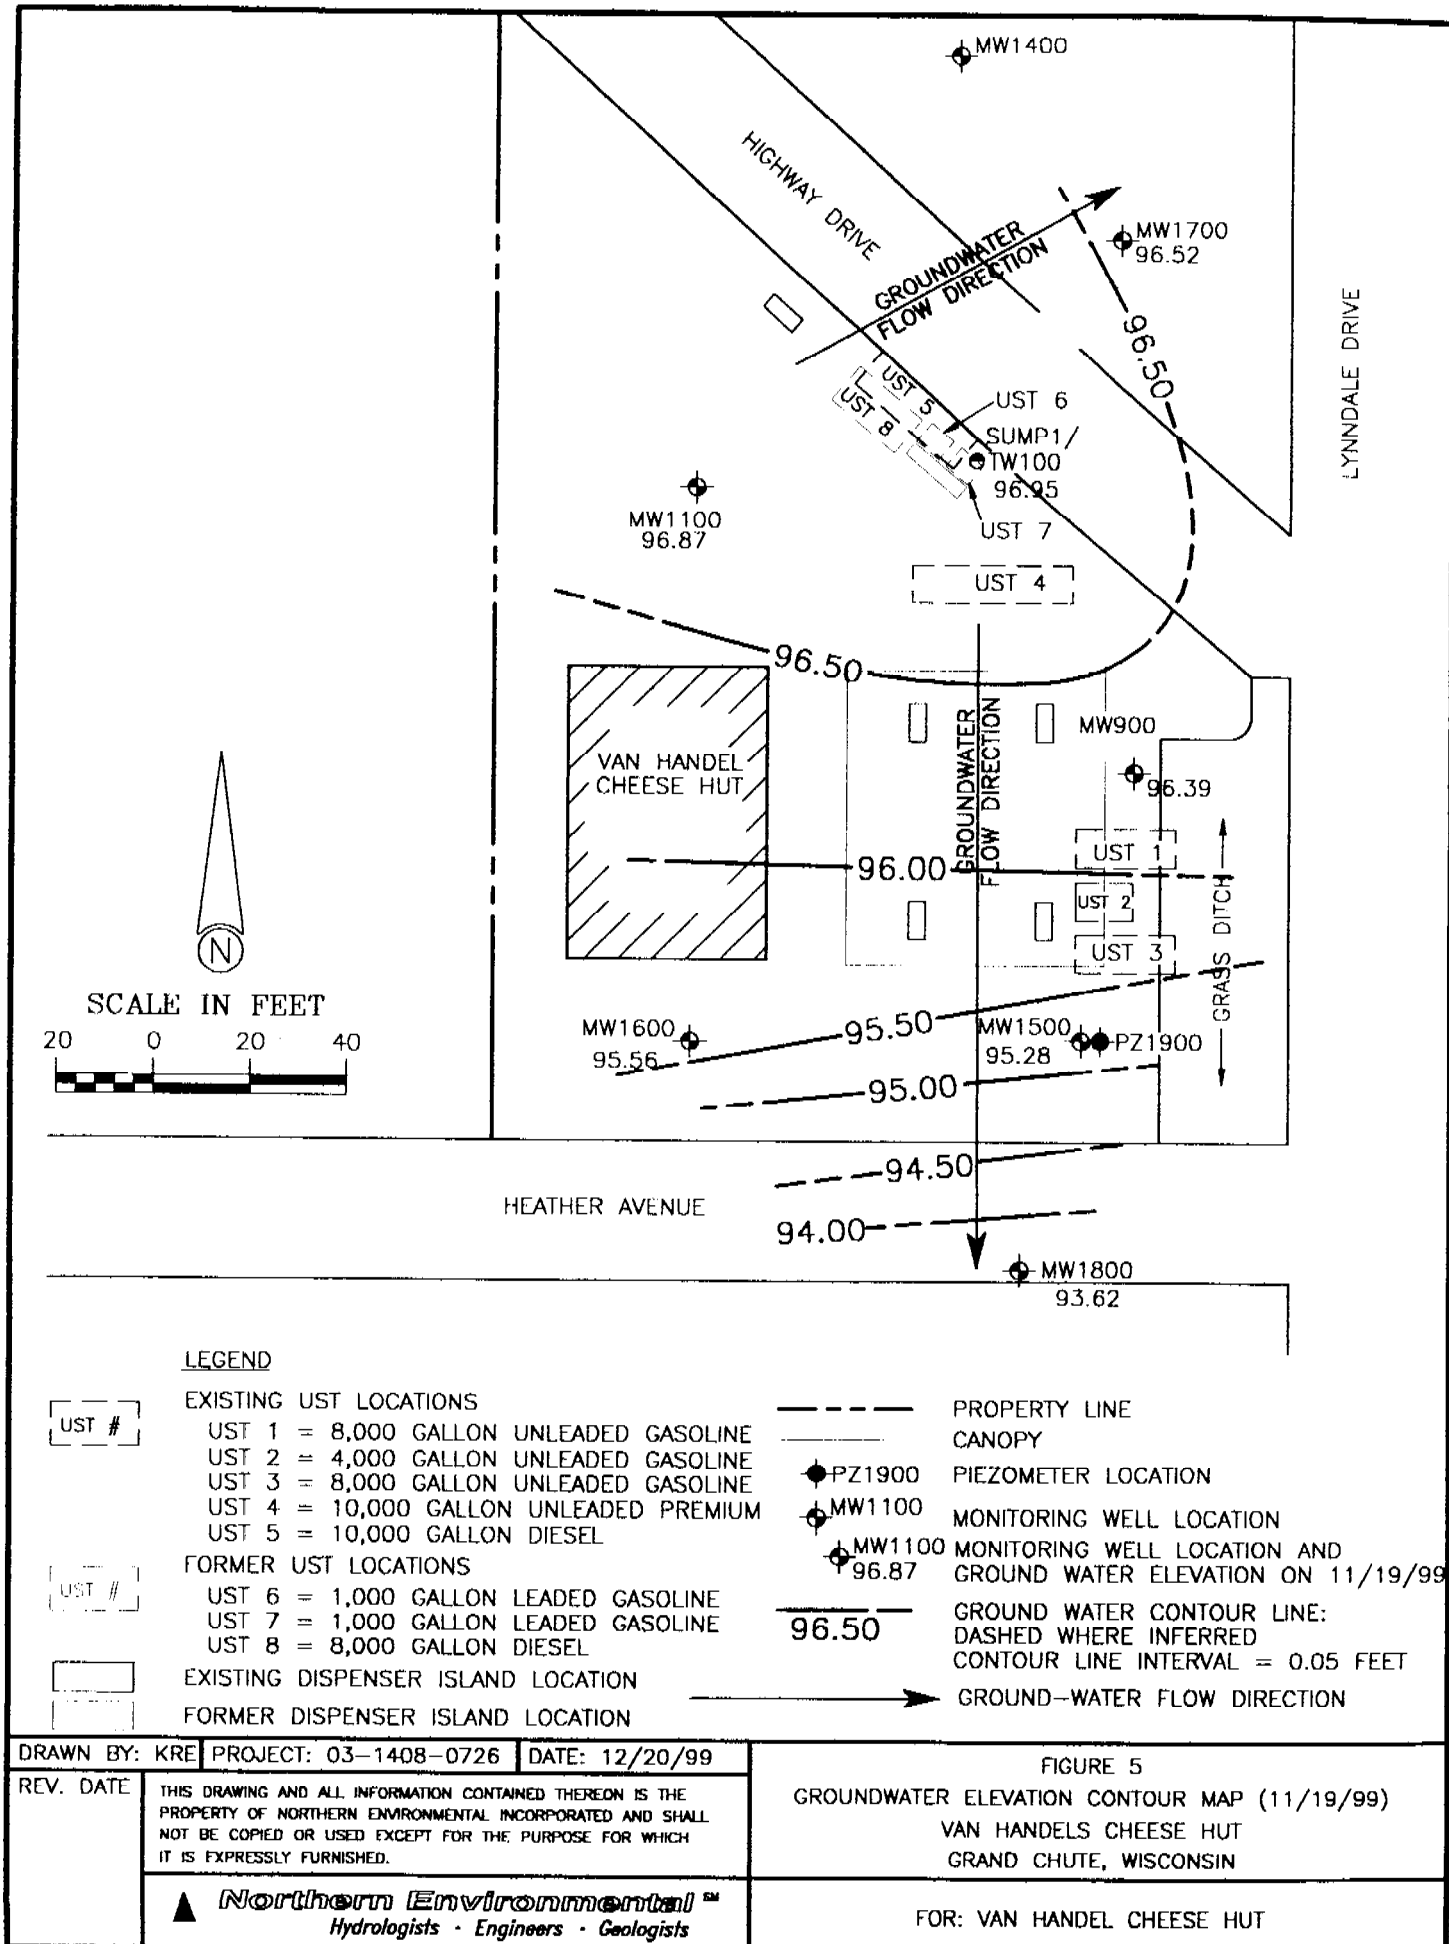 MW1400
HIGHWAY DRIVE
GROUNDWATER
FLOW DIRECTION
MW1700
96.52
96.50
LYNNDALE DRIVE
UST 5
UST 8
UST 6
SUMP1/
TW100
96.95
UST 7
MW1100
96.87
UST 4
96.50
VAN HANDEL
CHEESE HUT
GROUNDWATER
FLOW DIRECTION
MW900
96.39
UST 1
96.00
UST 2
UST 3
GRASS DITCH
N
SCALE IN FEET
20 0 20 40
MW1600
95.56
95.50
MW1500
95.28
PZ1900
95.00
94.50
HEATHER AVENUE
94.00
MW1800
93.62
LEGEND
UST #
EXISTING UST LOCATIONS
UST 1 = 8,000 GALLON UNLEADED GASOLINE
UST 2 = 4,000 GALLON UNLEADED GASOLINE
UST 3 = 8,000 GALLON UNLEADED GASOLINE
UST 4 = 10,000 GALLON UNLEADED PREMIUM
UST 5 = 10,000 GALLON DIESEL
UST #
FORMER UST LOCATIONS
UST 6 = 1,000 GALLON LEADED GASOLINE
UST 7 = 1,000 GALLON LEADED GASOLINE
UST 8 = 8,000 GALLON DIESEL
EXISTING DISPENSER ISLAND LOCATION
FORMER DISPENSER ISLAND LOCATION
PROPERTY LINE
CANOPY
PZ1900 PIEZOMETER LOCATION
MW1100 MONITORING WELL LOCATION
MW1100 MONITORING WELL LOCATION AND
96.87 GROUND WATER ELEVATION ON 11/19/99
96.50 GROUND WATER CONTOUR LINE:
DASHED WHERE INFERRED
CONTOUR LINE INTERVAL = 0.05 FEET
GROUND-WATER FLOW DIRECTION
DRAWN BY: KRE PROJECT: 03-1408-0726 DATE: 12/20/99
REV. DATE
THIS DRAWING AND ALL INFORMATION CONTAINED THEREON IS THE
PROPERTY OF NORTHERN ENVIRONMENTAL INCORPORATED AND SHALL
NOT BE COPIED OR USED EXCEPT FOR THE PURPOSE FOR WHICH
IT IS EXPRESSLY FURNISHED.
Northern Environmental SM
Hydrologists · Engineers · Geologists
FIGURE 5
GROUNDWATER ELEVATION CONTOUR MAP (11/19/99)
VAN HANDELS CHEESE HUT
GRAND CHUTE, WISCONSIN
FOR: VAN HANDEL CHEESE HUT